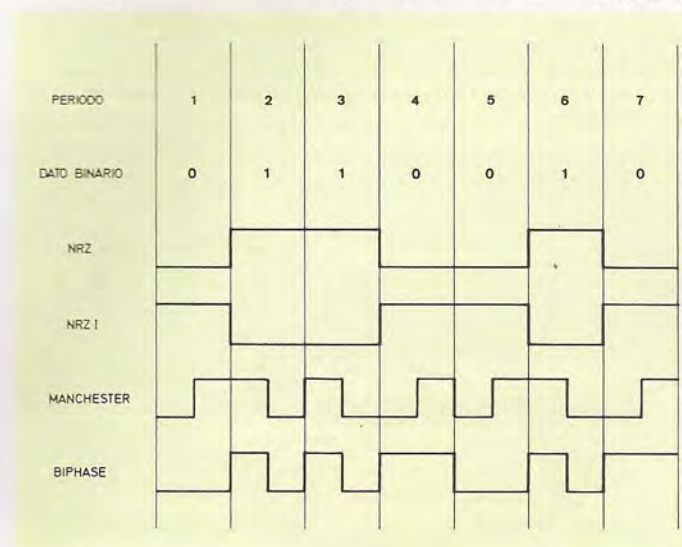 PERIODO 1 2 3 4 5 6 7
DATO BINARIO 0 1 1 0 0 1 0
NRZ
NRZ I
MANCHESTER
BIPHASE